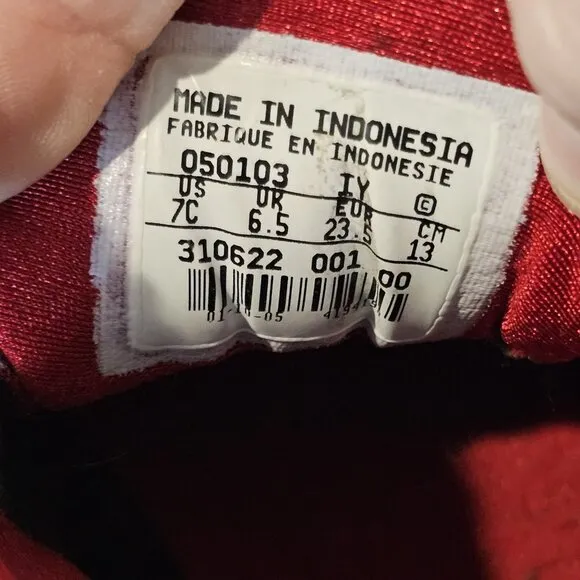 MADE IN INDONESIA
FABRIQUE EN INDONESIE
050103 IY ©
US UK EUR CM
7C 6.5 23.5 13
310622 001 00